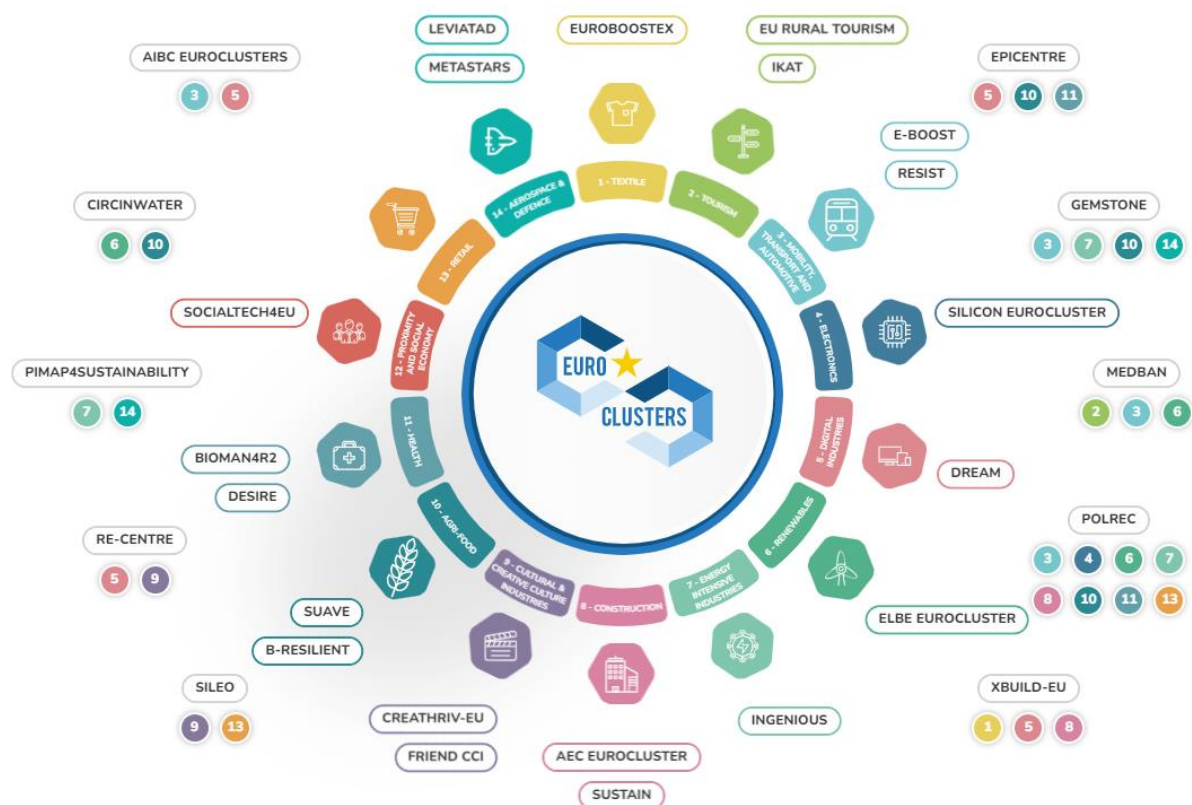 LEVIATAD
METASTARS
EUROBOOSTEX
EU RURAL TOURISM
IKAT
AIBC EUROCLUSTERS
3 5
EPICENTRE
5 10 11
E-BOOST
RESIST
CIRCINWATER
6 10
GEMSTONE
3 7 10 14
SOCIALTECH4EU
SILICON EUROCLUSTER
PIMAP4SUSTAINABILITY
7 14
MEDBAN
2 3 6
BIOMAN4R2
DESIRE
DREAM
RE-CENTRE
5 9
POLREC
3 4 6 7
8 10 11 13
SUAVE
B-RESILIENT
ELBE EUROCLUSTER
SILEO
9 13
XBUILD-EU
1 5 8
CREATHRIV-EU
FRIEND CCI
INGENIOUS
AEC EUROCLUSTER
SUSTAIN
1 - TEXTILE
2 - TOURISM
3 - MOBILITY,
TRANSPORT AND
AUTOMOTIVE
4 - ELECTRONICS
5 - DIGITAL
INDUSTRIES
6 - RENEWABLES
7 - ENERGY
INTENSIVE
INDUSTRIES
8 - CONSTRUCTION
9 - CULTURAL &
CREATIVE CULTURE
INDUSTRIES
10 - AGRI-FOOD
11 - HEALTH
12 - PROXIMITY
AND SOCIAL
ECONOMY
13 - RETAIL
14 - AEROSPACE &
DEFENCE
EURO
CLUSTERS